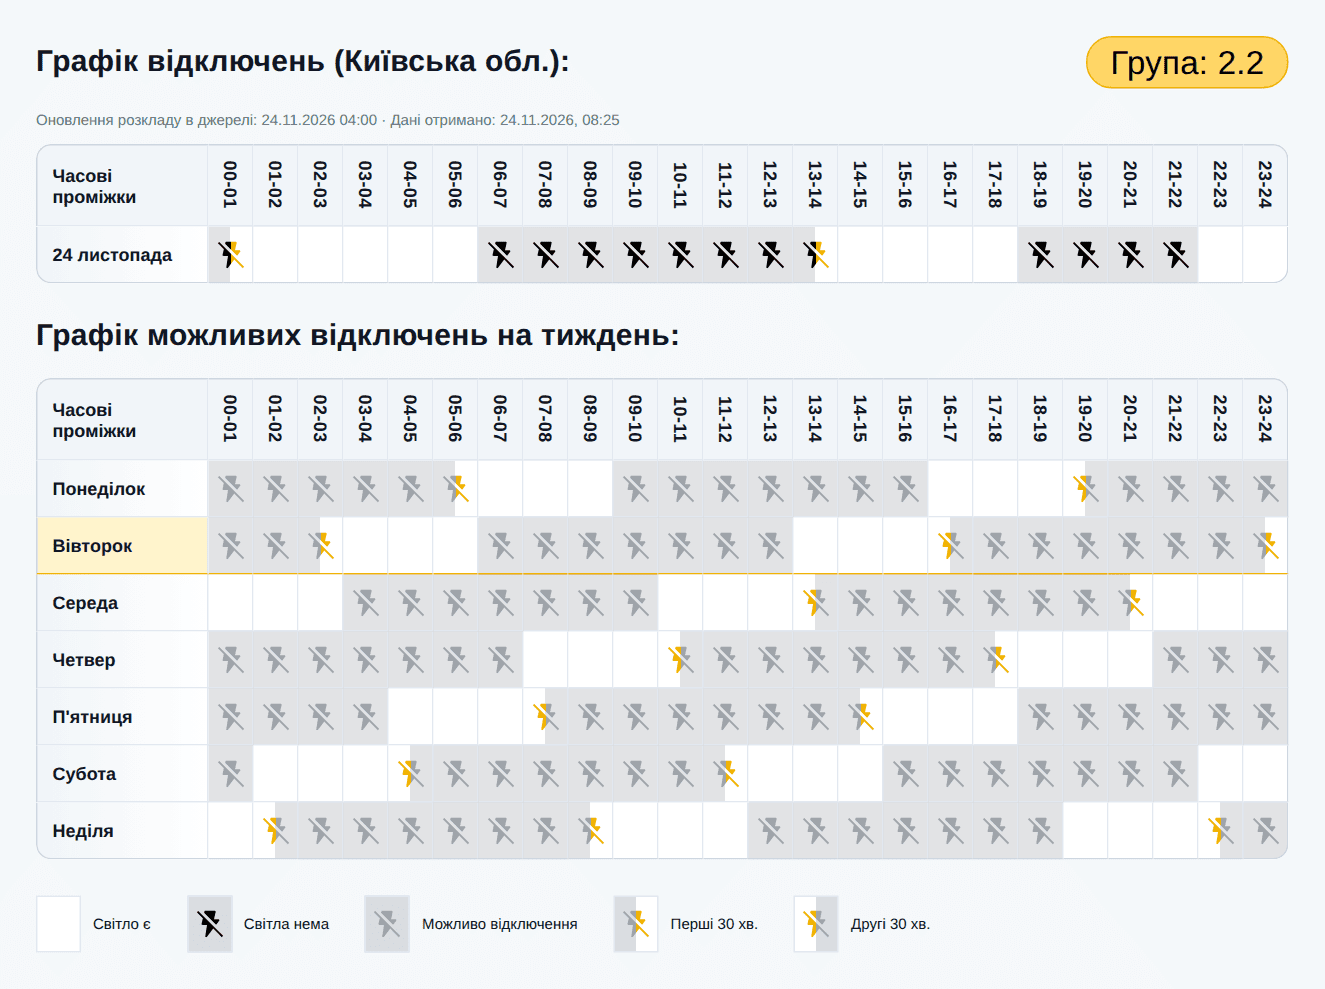 Графік відключень (Київська обл.):
Група: 2.2
Оновлення розкладу в джерелі: 24.11.2026 04:00 · Дані отримано: 24.11.2026, 08:25
Часові
проміжки
00-01 01-02 02-03 03-04 04-05 05-06 06-07 07-08 08-09 09-10 10-11 11-12 12-13 13-14 14-15 15-16 16-17 17-18 18-19 19-20 20-21 21-22 22-23 23-24
24 листопада
Графік можливих відключень на тиждень:
Часові
проміжки
00-01 01-02 02-03 03-04 04-05 05-06 06-07 07-08 08-09 09-10 10-11 11-12 12-13 13-14 14-15 15-16 16-17 17-18 18-19 19-20 20-21 21-22 22-23 23-24
Понеділок
Вівторок
Середа
Четвер
П'ятниця
Субота
Неділя
Світло є
Світла нема
Можливо відключення
Перші 30 хв.
Другі 30 хв.